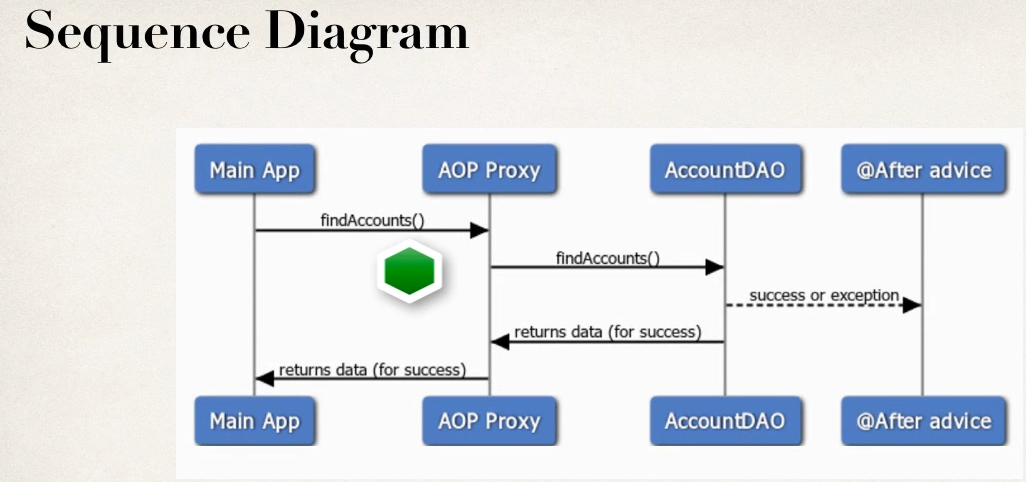 Sequence Diagram
Main App
AOP Proxy
AccountDAO
@After advice
findAccounts()
findAccounts()
success or exception
returns data (for success)
returns data (for success)
Main App
AOP Proxy
AccountDAO
@After advice